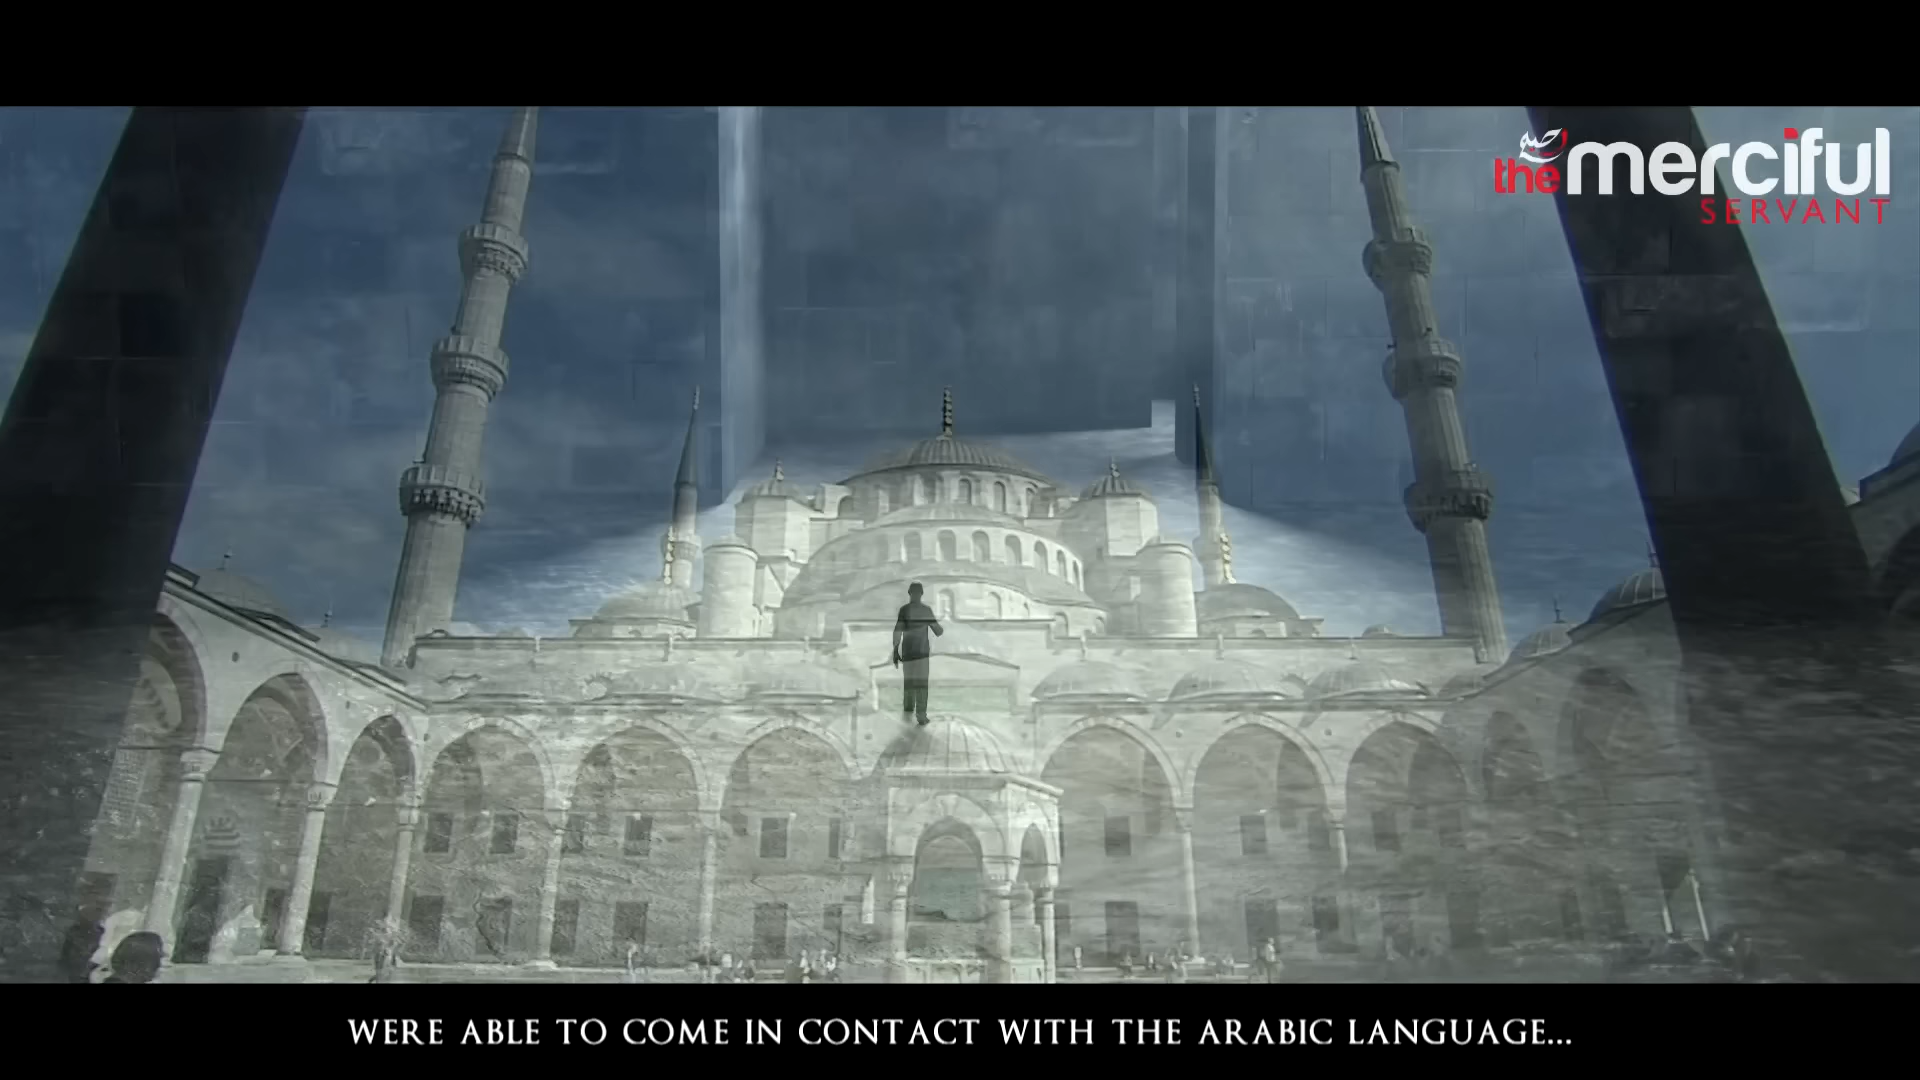 the merciful
SERVANT
WERE ABLE TO COME IN CONTACT WITH THE ARABIC LANGUAGE...